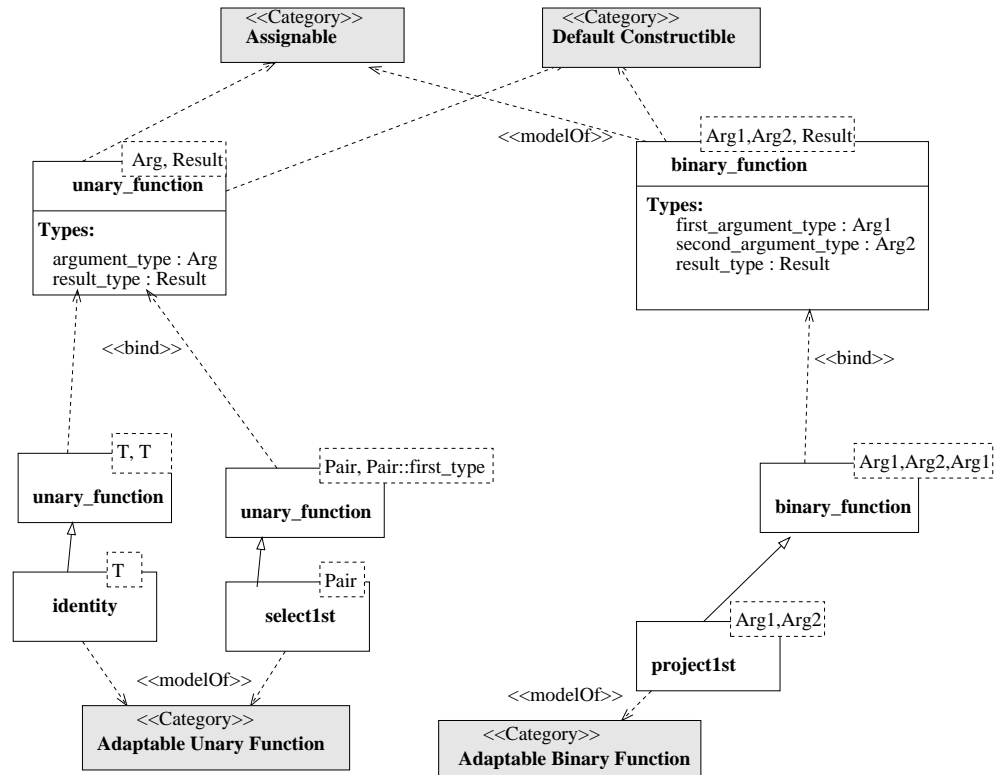 <<Category>>
Assignable
<<Category>>
Default Constructible
<<modelOf>>
Arg, Result
unary_function
Types:
argument_type : Arg
result_type : Result
Arg1,Arg2, Result
binary_function
Types:
first_argument_type : Arg1
second_argument_type : Arg2
result_type : Result
<<bind>>
<<bind>>
T, T
unary_function
Pair, Pair::first_type
unary_function
Arg1,Arg2,Arg1
binary_function
T
identity
Pair
select1st
Arg1,Arg2
project1st
<<modelOf>>
<<modelOf>>
<<Category>>
Adaptable Unary Function
<<Category>>
Adaptable Binary Function